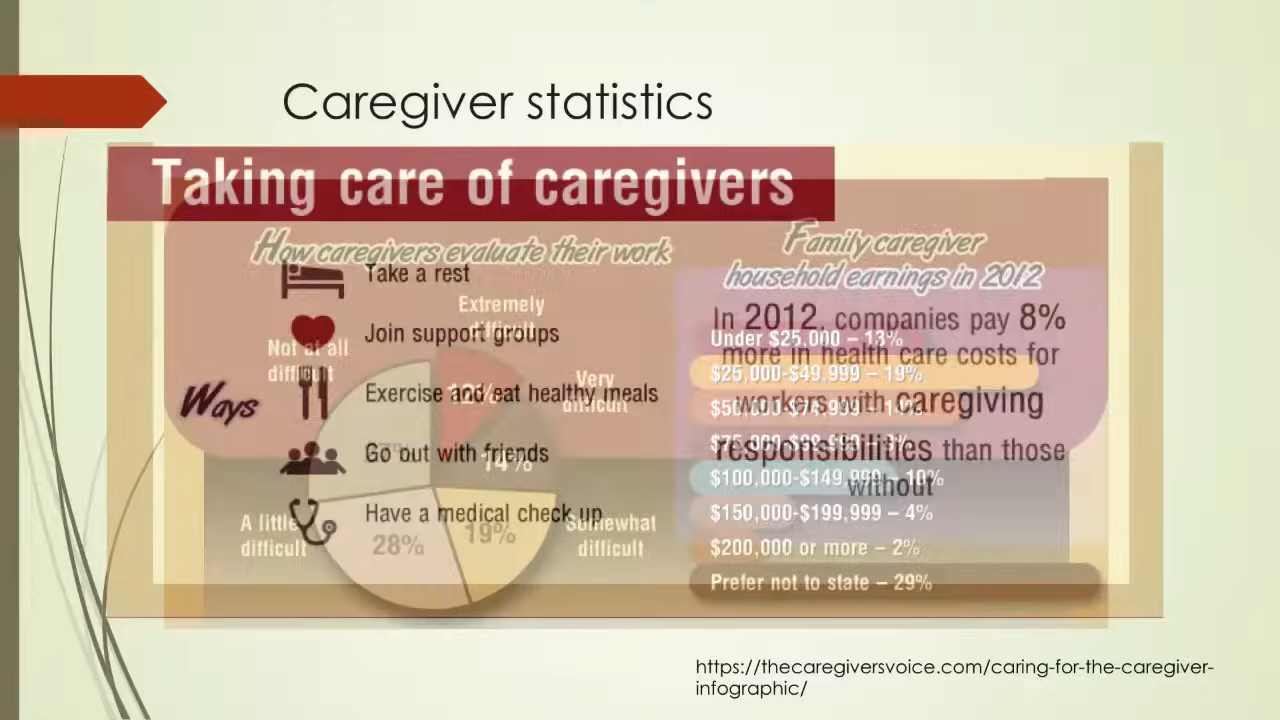 Caregiver statistics
Taking care of caregivers
How caregivers evaluate their work
Take a rest
Join support groups
Exercise and eat healthy meals
Ways
Go out with friends
Have a medical check up
Extremely
difficult
Not at all
difficult
Very
difficult
A little
difficult
Somewhat
difficult
12%
14%
19%
28%
Family caregiver
household earnings in 2012
Under $25,000 – 13%
$25,000-$49,999 – 19%
$100,000-$149,999 – 10%
$150,000-$199,999 – 4%
$200,000 or more – 2%
Prefer not to state – 29%
In 2012, companies pay 8%
more in health care costs for
workers with caregiving
responsibilities than those
without
https://thecaregiversvoice.com/caring-for-the-caregiver-
infographic/